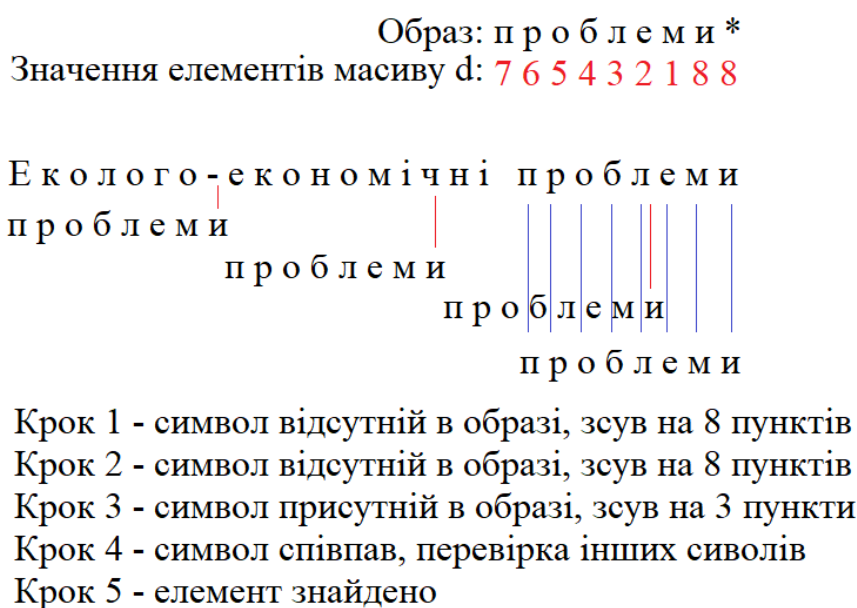 Образ: п р о б л е м и *
Значення елементів масиву d: 7 6 5 4 3 2 1 8 8
Е к о л о г о - е к о н о м і ч н і п р о б л е м и
п р о б л е м и
п р о б л е м и
п р о б л е м и
п р о б л е м и
Крок 1 - символ відсутній в образі, зсув на 8 пунктів
Крок 2 - символ відсутній в образі, зсув на 8 пунктів
Крок 3 - символ присутній в образі, зсув на 3 пункти
Крок 4 - символ співпав, перевірка інших сиволів
Крок 5 - елемент знайдено